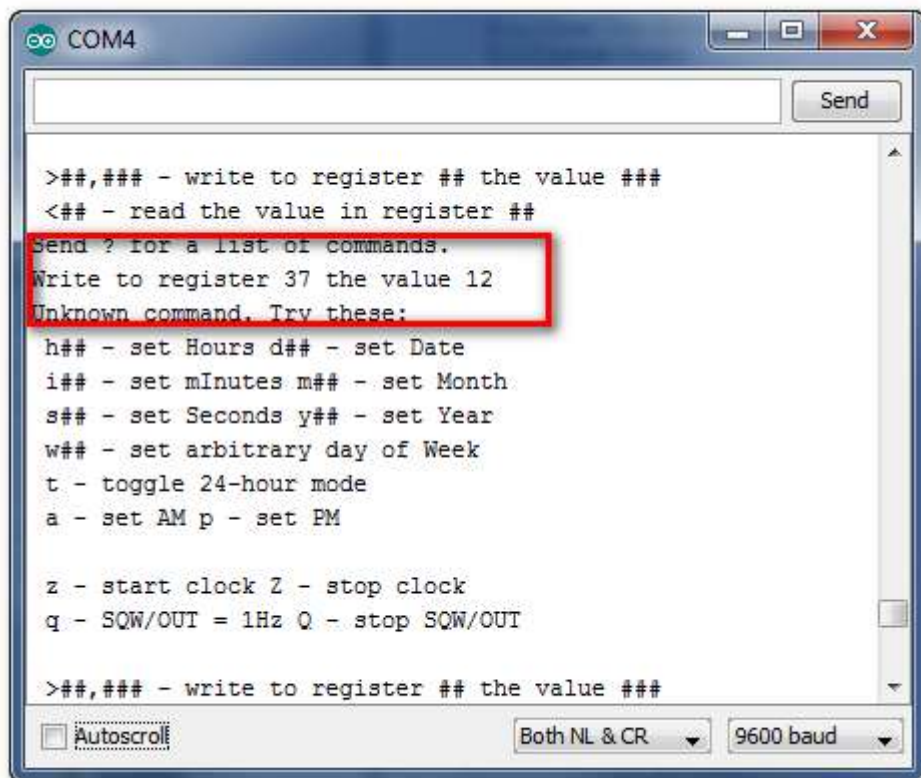 COM4
Send
>##,### - write to register ## the value ###
<## - read the value in register ##
Send ? for a list of commands.
Write to register 37 the value 12
Unknown command. Try these:
h## - set Hours d## - set Date
i## - set mInutes m## - set Month
s## - set Seconds y## - set Year
w## - set arbitrary day of Week
t - toggle 24-hour mode
a - set AM p - set PM
z - start clock Z - stop clock
q - SQW/OUT = 1Hz Q - stop SQW/OUT
>##,### - write to register ## the value ###
Autoscroll Both NL & CR 9600 baud